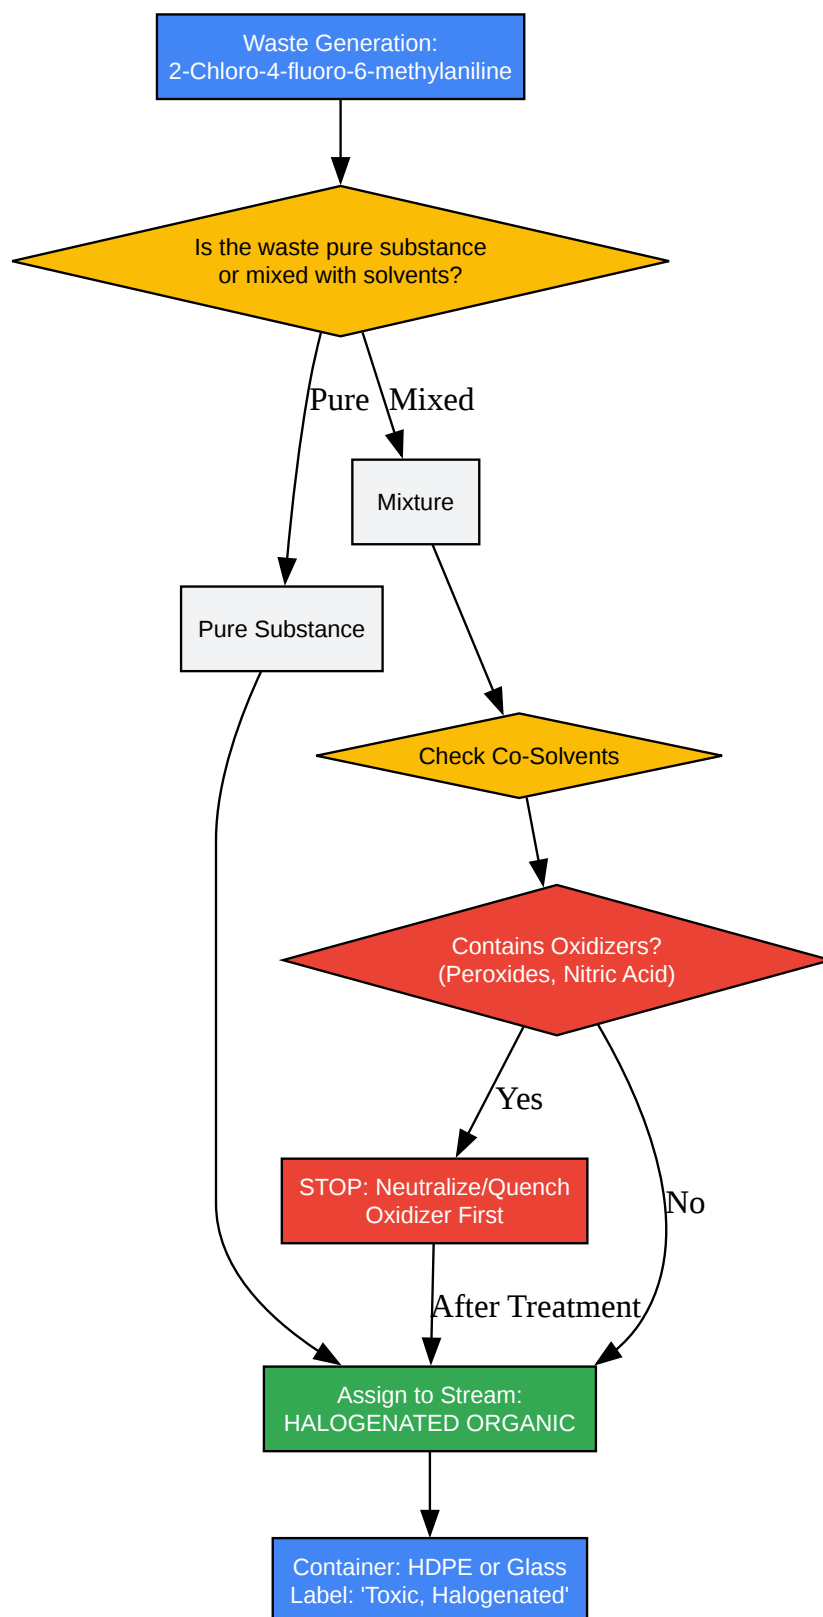 Waste Generation:
2-Chloro-4-fluoro-6-methylaniline
Is the waste pure substance
or mixed with solvents?
Pure
Mixed
Mixture
Pure Substance
Check Co-Solvents
Contains Oxidizers?
(Peroxides, Nitric Acid)
Yes
STOP: Neutralize/Quench
Oxidizer First
No
After Treatment
Assign to Stream:
HALOGENATED ORGANIC
Container: HDPE or Glass
Label: 'Toxic, Halogenated'